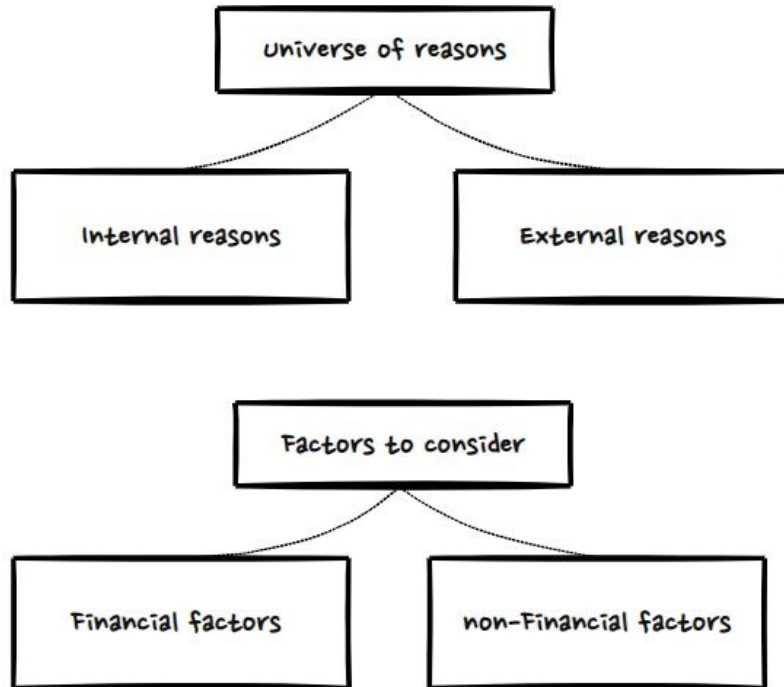 Universe of reasons
Internal reasons
External reasons
Factors to consider
Financial factors
non-Financial factors